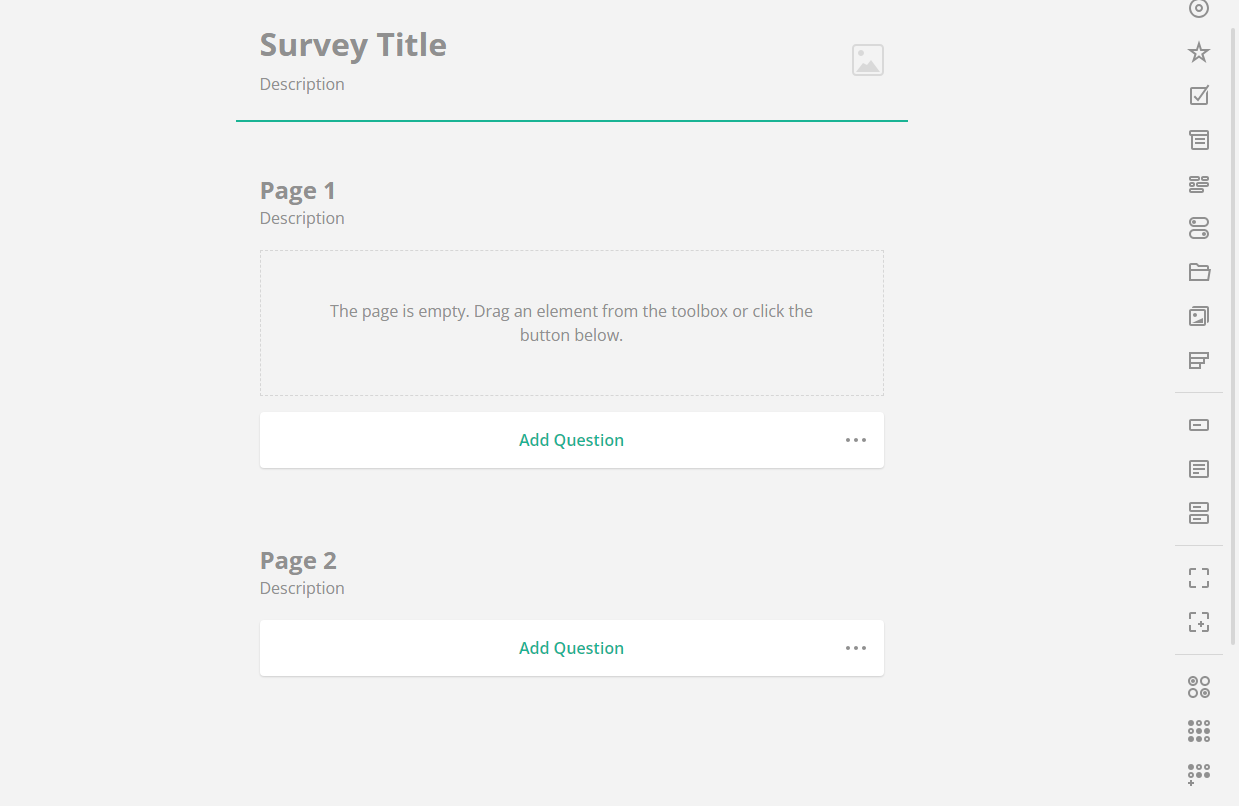 Survey Title
Description
Page 1
Description
The page is empty. Drag an element from the toolbox or click the
button below.
Add Question
Page 2
Description
Add Question